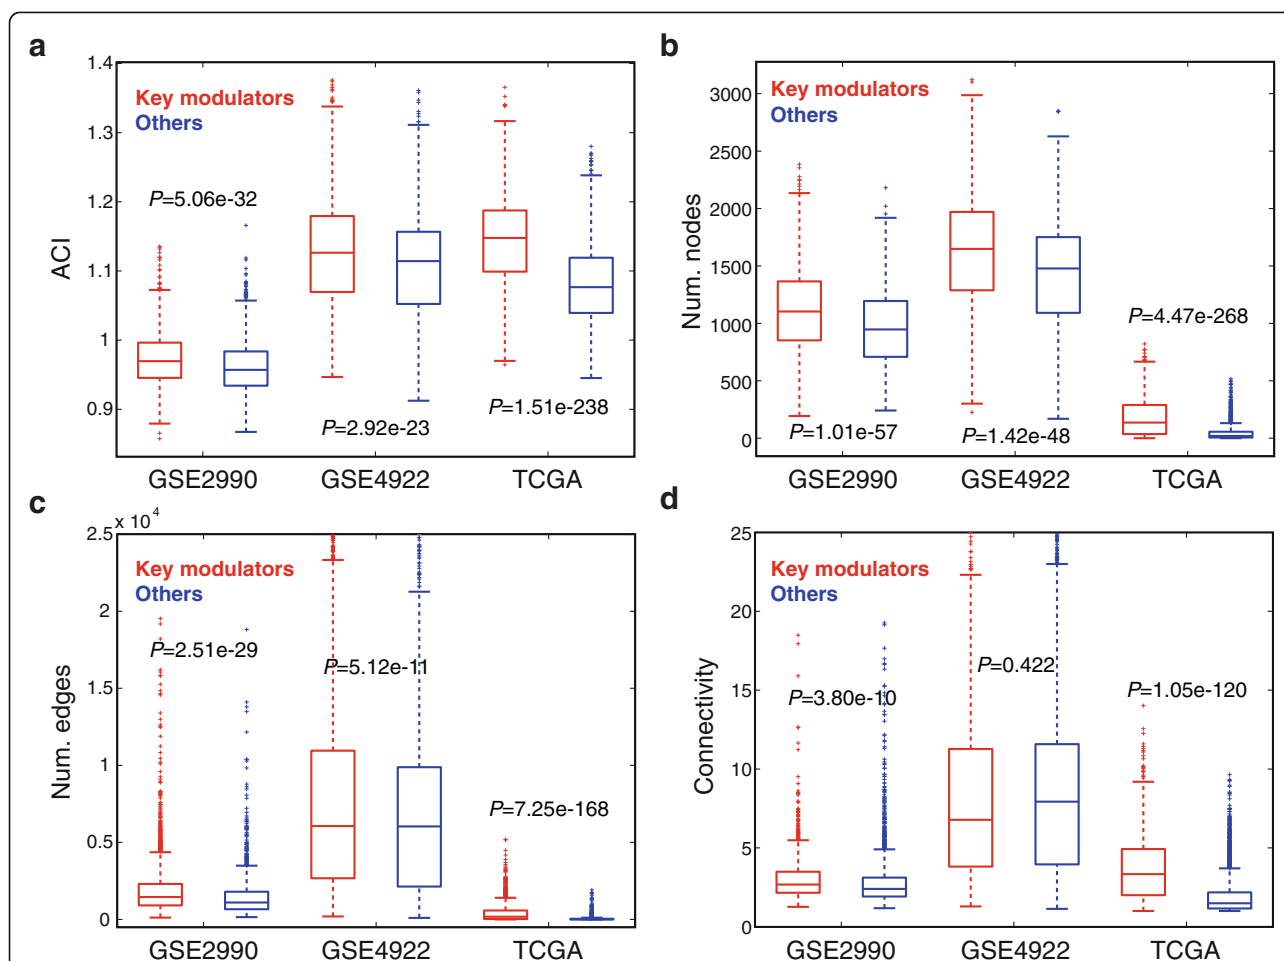 a
1.4
1.3
1.2
1.1
1
0.9
ACI
Key modulators
Others
P=5.06e-32
P=2.92e-23
P=1.51e-238
GSE2990 GSE4922 TCGA
b
3000
2500
2000
1500
1000
500
0
Num. nodes
Key modulators
Others
P=1.01e-57
P=1.42e-48
P=4.47e-268
GSE2990 GSE4922 TCGA
c
x 10^4
2.5
2
1.5
1
0.5
0
Num. edges
Key modulators
Others
P=2.51e-29
P=5.12e-11
P=7.25e-168
GSE2990 GSE4922 TCGA
d
25
20
15
10
5
0
Connectivity
Key modulators
Others
P=3.80e-10
P=0.422
P=1.05e-120
GSE2990 GSE4922 TCGA